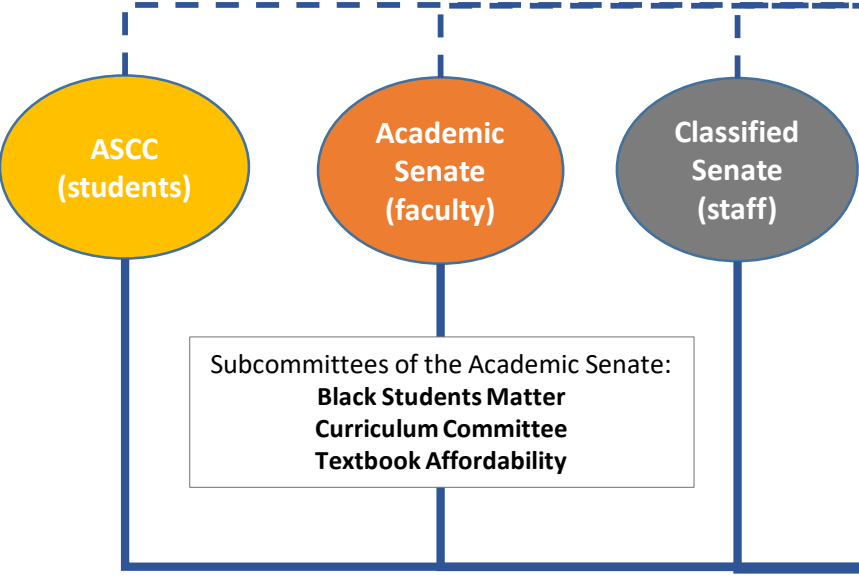 ASCC
(students)
Academic
Senate
(faculty)
Classified
Senate
(staff)
Subcommittees of the Academic Senate:
Black Students Matter
Curriculum Committee
Textbook Affordability